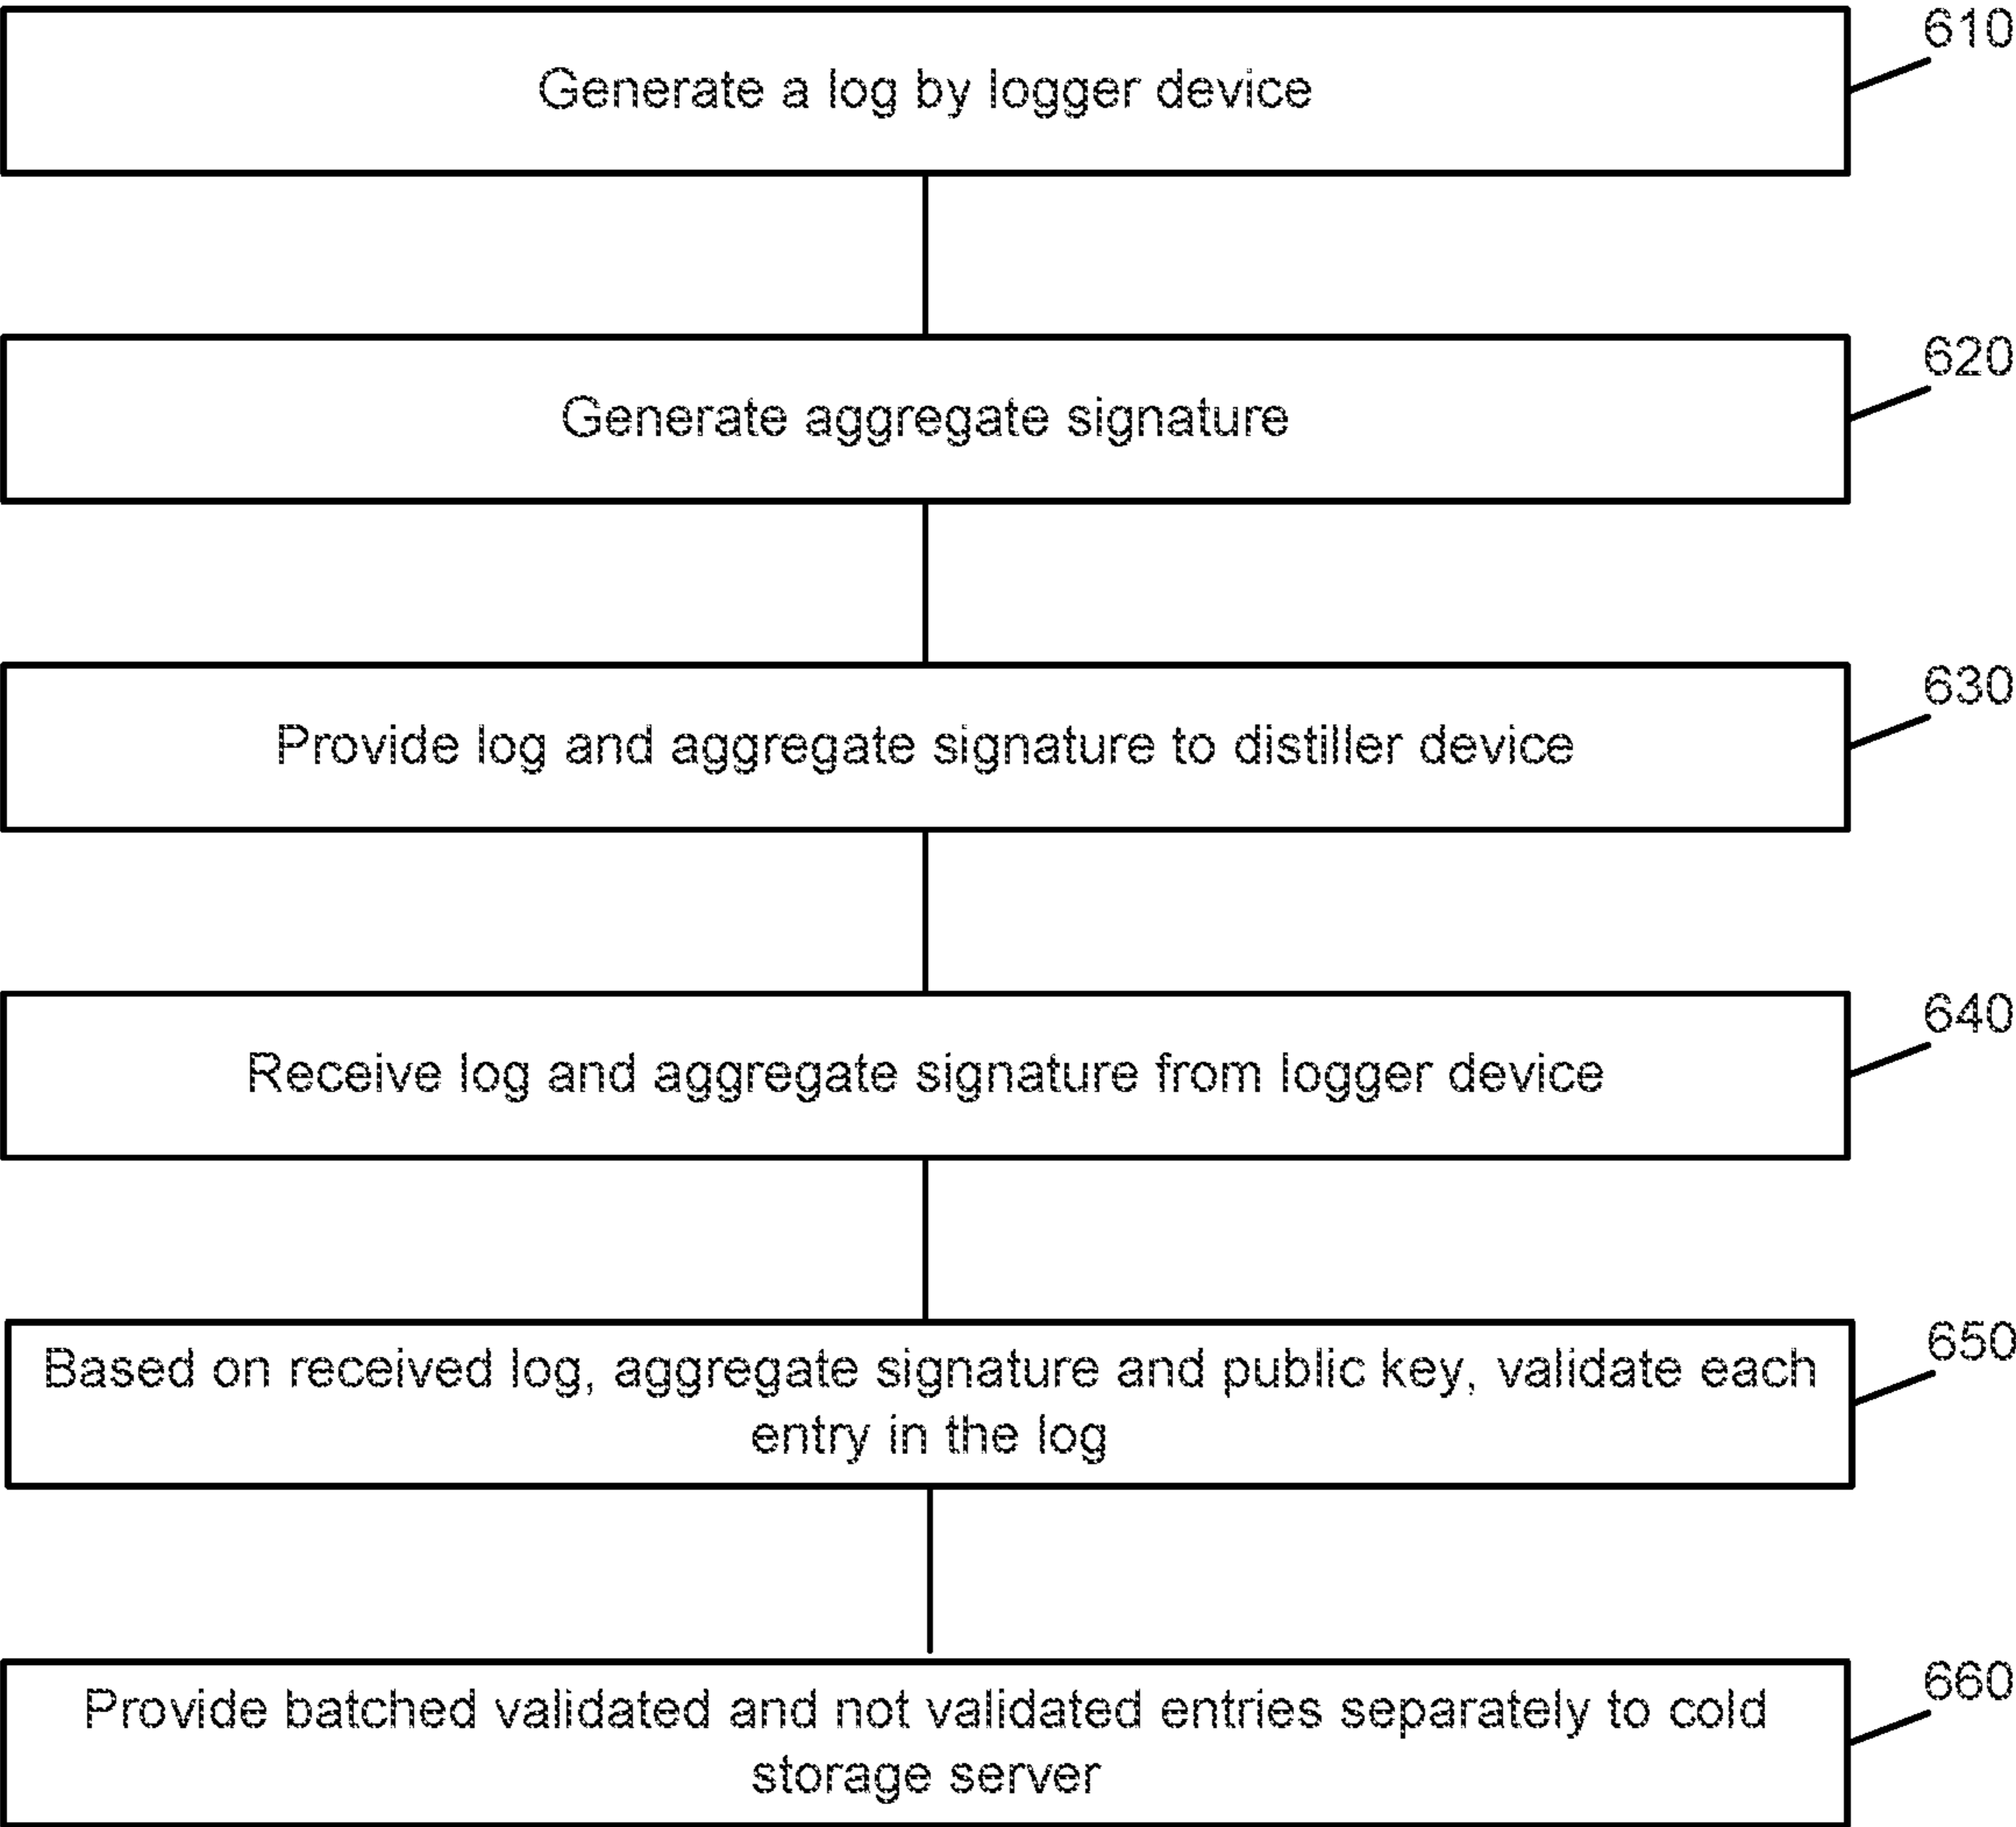 610
Generate a log by logger device
620
Generate aggregate signature
630
Provide log and aggregate signature to distiller device
640
Receive log and aggregate signature from logger device
650
Based on received log, aggregate signature and public key, validate each
entry in the log
660
Provide batched validated and not validated entries separately to cold
storage server